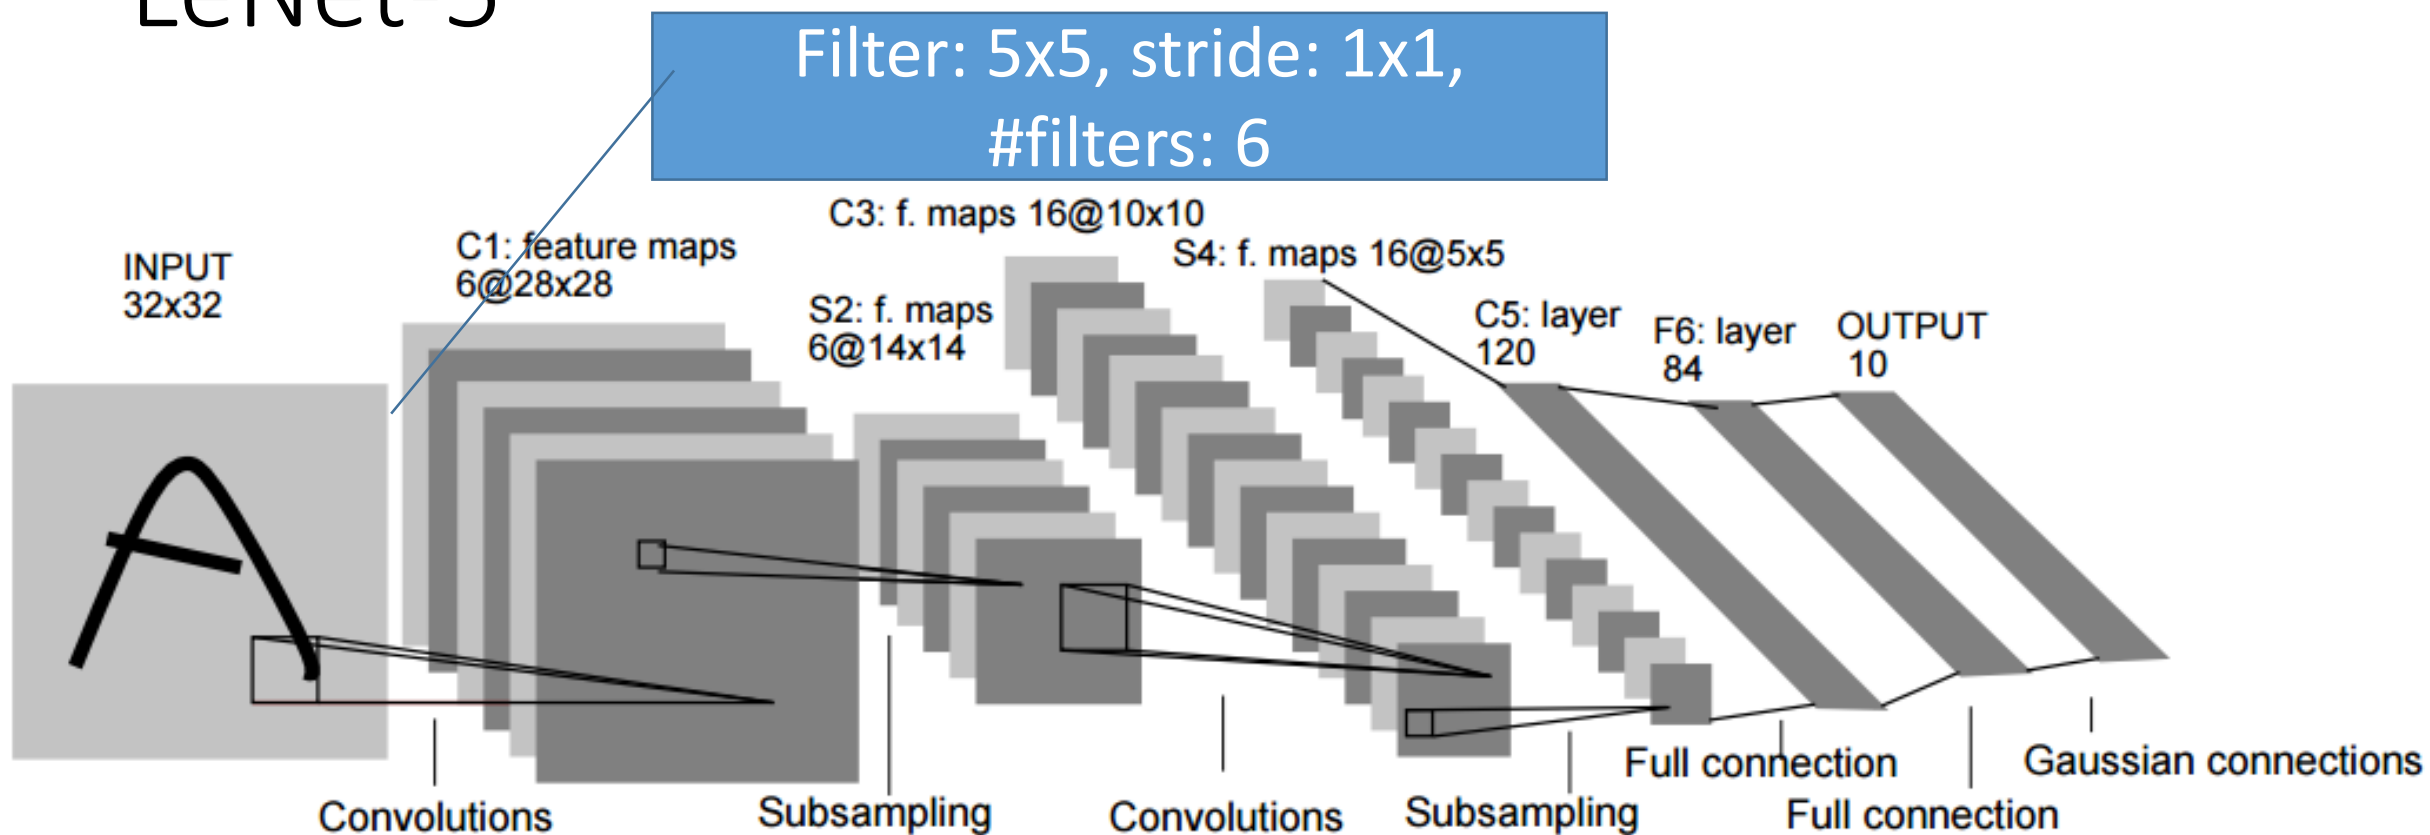 LeNet-5
Filter: 5x5, stride: 1x1,
#filters: 6
INPUT
32x32
C1: feature maps
6@28x28
S2: f. maps
6@14x14
C3: f. maps 16@10x10
S4: f. maps 16@5x5
C5: layer
120
F6: layer
84
OUTPUT
10
Convolutions
Subsampling
Convolutions
Subsampling
Full connection
Full connection
Gaussian connections